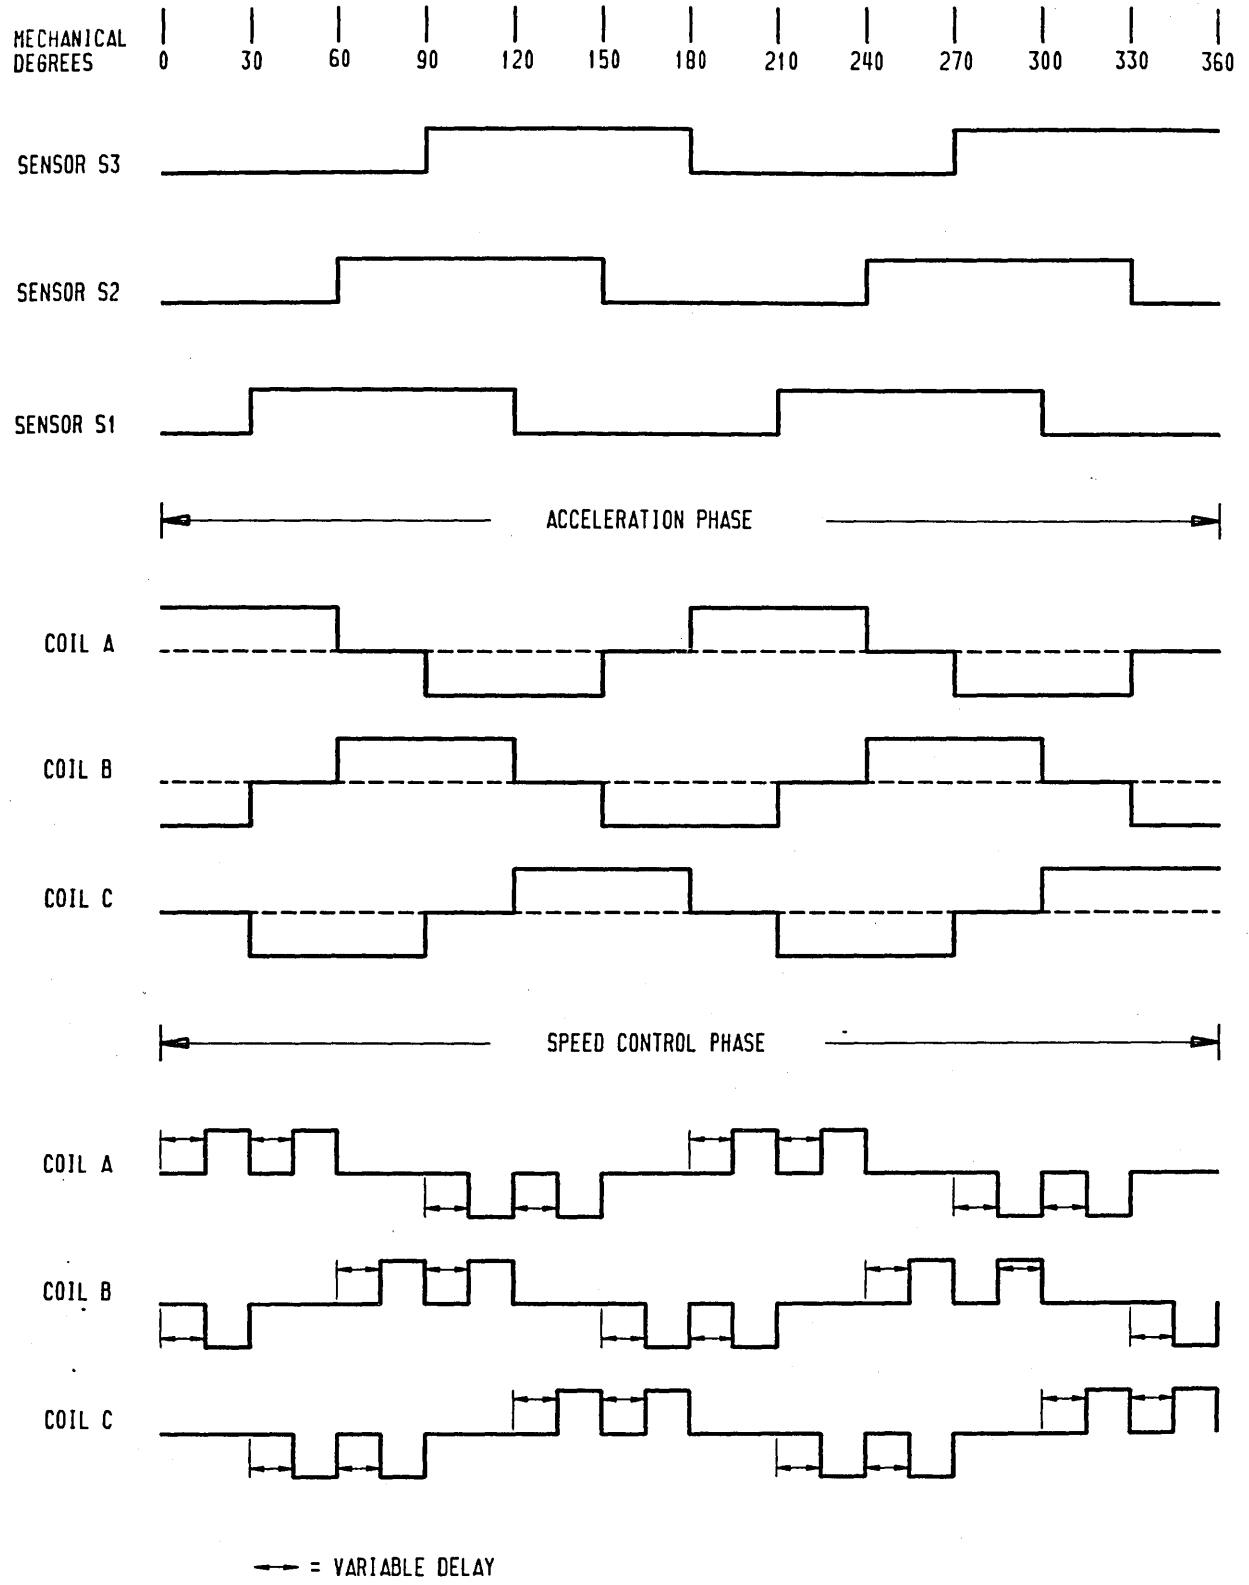 MECHANICAL
DEGREES
0 30 60 90 120 150 180 210 240 270 300 330 360
SENSOR S3
SENSOR S2
SENSOR S1
ACCELERATION PHASE
COIL A
COIL B
COIL C
SPEED CONTROL PHASE
COIL A
COIL B
COIL C
= VARIABLE DELAY